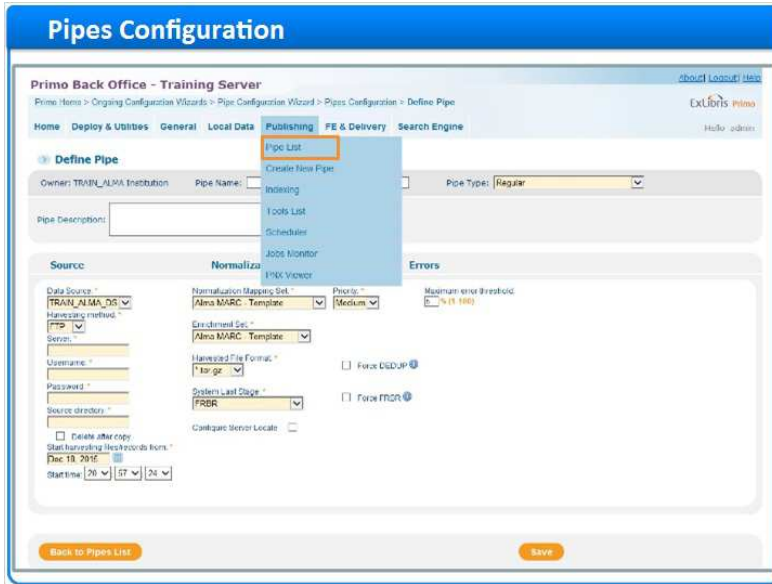 Pipes Configuration
Primo Back Office - Training Server
About| Logout| Help
Primo Home > Ongoing Configuration Wizards > Pipe Configuration Wizard > Pipes Configuration > Define Pipe
ExLibris Primo
Home Deploy & Utilities General Local Data Publishing FE & Delivery Search Engine
Hello admin
Pipe List
Define Pipe
Create New Pipe
Owner: TRAIN_ALMA Institution Pipe Name: Pipe Type: Regular
Indexing
Tools List
Pipe Description:
Scheduler
Jobs Monitor
Source Normaliza Errors
PNX Viewer
Data Source: * Normalization Mapping Set: * Priority: * Maximum error threshold:
TRAIN_ALMA_DS Alma MARC - Template Medium 5 % (1-100)
Harvesting method: *
FTP Enrichment Set: *
Server: * Alma MARC - Template
Username: * Harvested File Format: *
*.tar.gz Force DEDUP
Password: * System Last Stage: *
FRBR Force FRBR
Source directory: *
Configure Server Locate
Delete after copy
Start harvesting files/records from: *
Start time: 20 57 24
Back to Pipes List Save